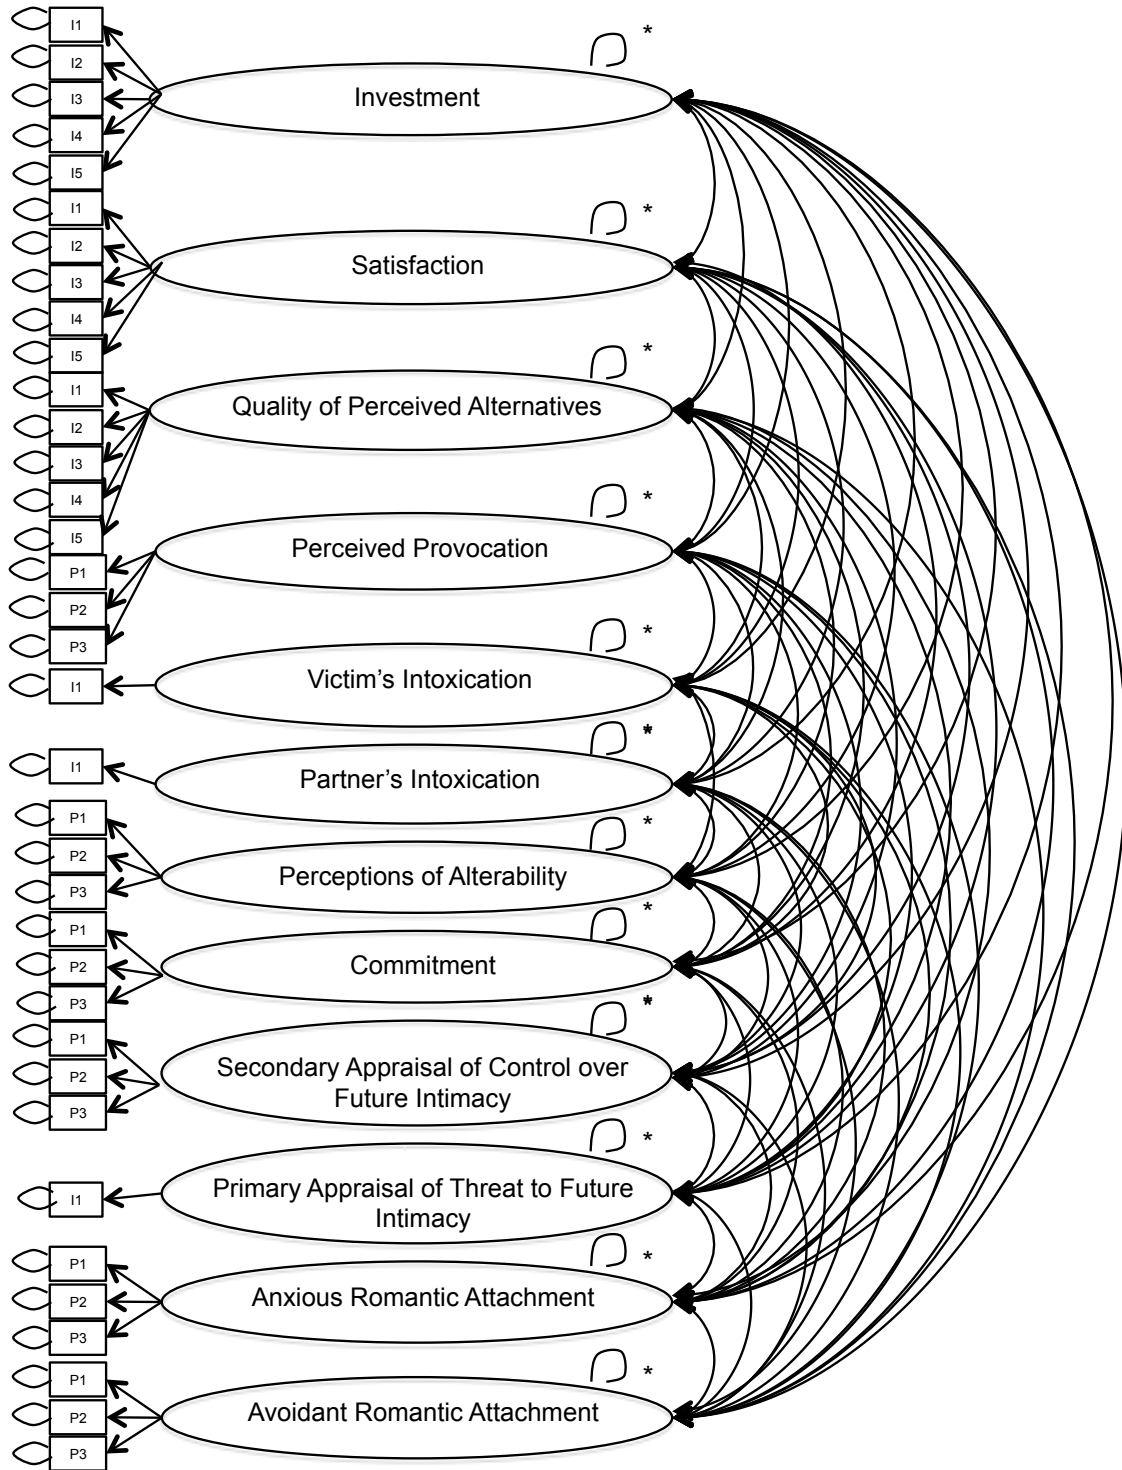 I1
I2
I3
I4
I5
*
Investment
I1
I2
I3
I4
I5
*
Satisfaction
I1
I2
I3
I4
I5
*
Quality of Perceived Alternatives
P1
P2
P3
*
Perceived Provocation
I1
*
Victim's Intoxication
I1
*
Partner's Intoxication
P1
P2
P3
*
Perceptions of Alterability
P1
P2
P3
*
Commitment
P1
P2
P3
*
Secondary Appraisal of Control over
Future Intimacy
I1
*
Primary Appraisal of Threat to Future
Intimacy
P1
P2
P3
*
Anxious Romantic Attachment
P1
P2
P3
*
Avoidant Romantic Attachment